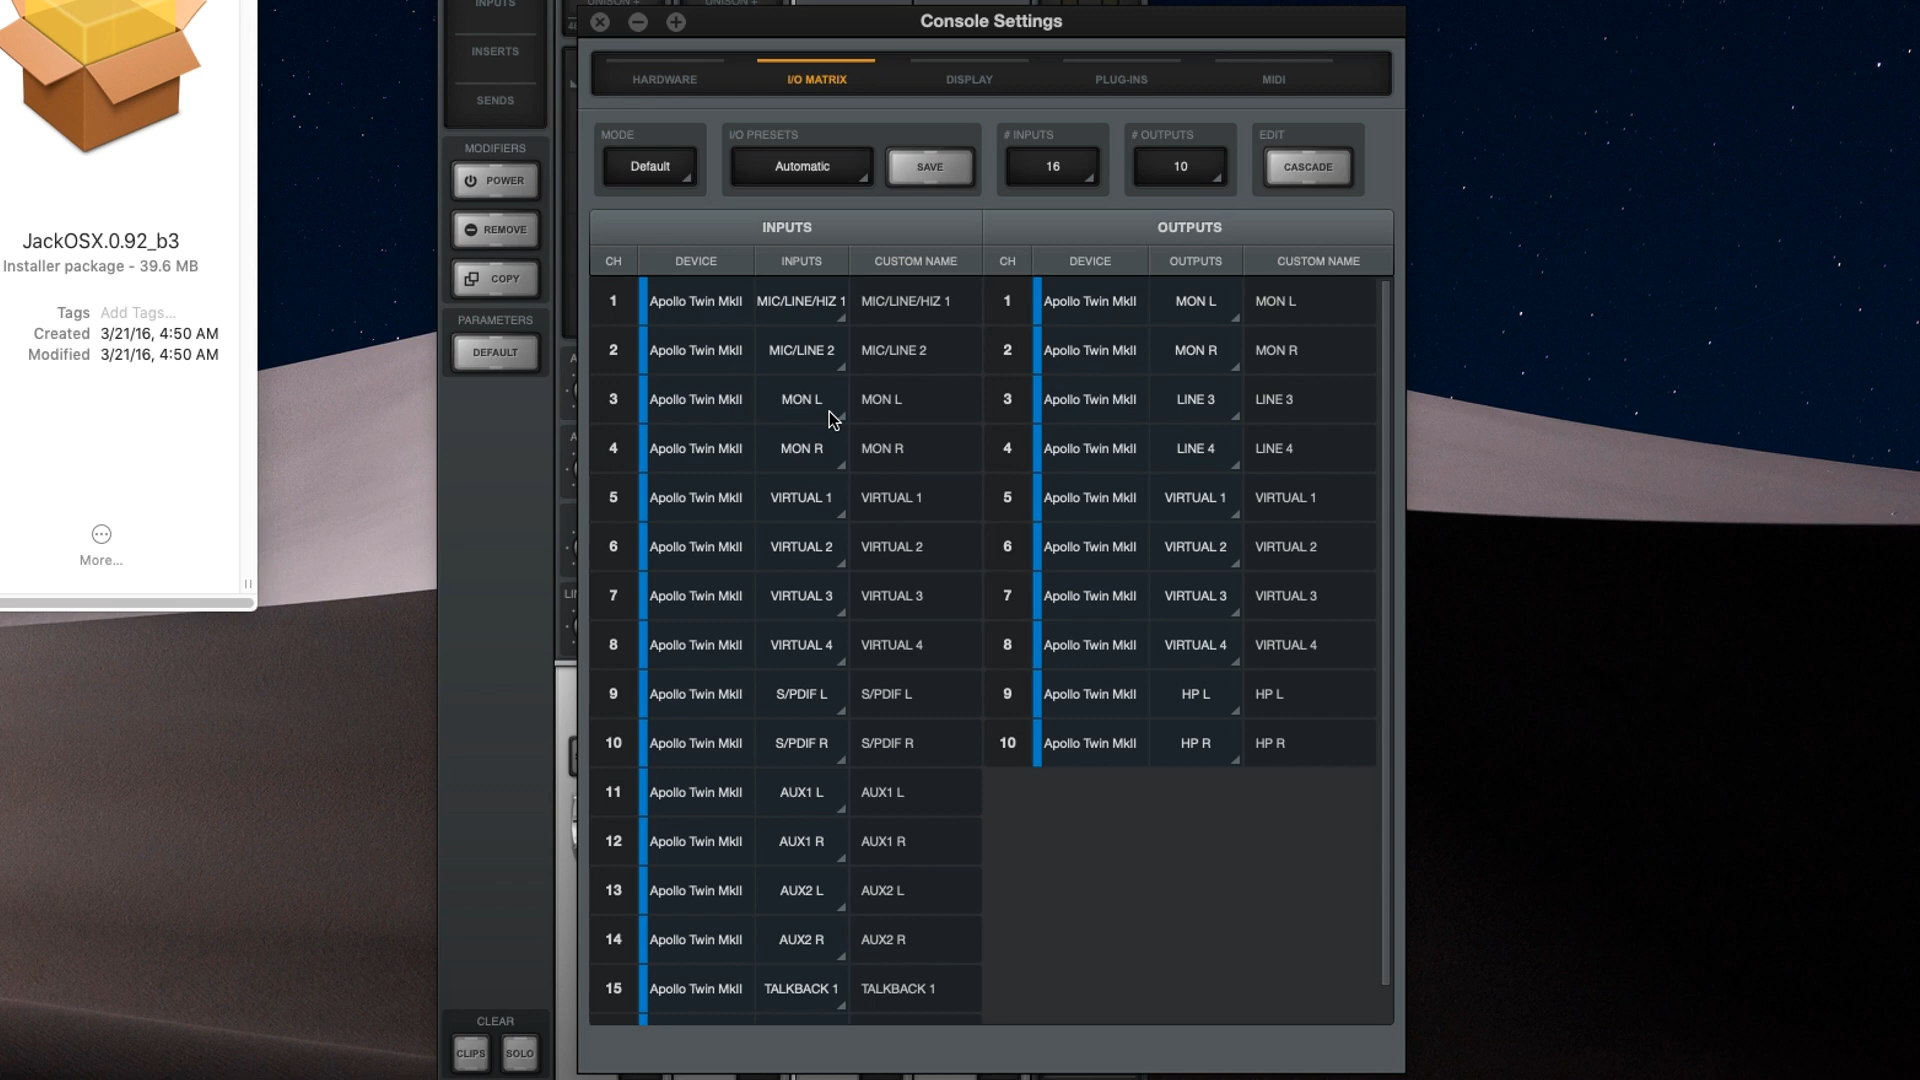 JackOSX.0.92_b3
Installer package - 39.6 MB
Tags Add Tags...
Created 3/21/16, 4:50 AM
Modified 3/21/16, 4:50 AM
More...
INPUTS
INSERTS
SENDS
MODIFIERS
POWER
REMOVE
COPY
PARAMETERS
DEFAULT
CLEAR
CLIPS SOLO
Console Settings
HARDWARE I/O MATRIX DISPLAY PLUG-INS MIDI
MODE I/O PRESETS # INPUTS # OUTPUTS EDIT
Default Automatic SAVE 16 10 CASCADE
INPUTS OUTPUTS
CH DEVICE INPUTS CUSTOM NAME CH DEVICE OUTPUTS CUSTOM NAME
1 Apollo Twin MkII MIC/LINE/HIZ 1 MIC/LINE/HIZ 1 1 Apollo Twin MkII MON L MON L
2 Apollo Twin MkII MIC/LINE 2 MIC/LINE 2 2 Apollo Twin MkII MON R MON R
3 Apollo Twin MkII MON L MON L 3 Apollo Twin MkII LINE 3 LINE 3
4 Apollo Twin MkII MON R MON R 4 Apollo Twin MkII LINE 4 LINE 4
5 Apollo Twin MkII VIRTUAL 1 VIRTUAL 1 5 Apollo Twin MkII VIRTUAL 1 VIRTUAL 1
6 Apollo Twin MkII VIRTUAL 2 VIRTUAL 2 6 Apollo Twin MkII VIRTUAL 2 VIRTUAL 2
7 Apollo Twin MkII VIRTUAL 3 VIRTUAL 3 7 Apollo Twin MkII VIRTUAL 3 VIRTUAL 3
8 Apollo Twin MkII VIRTUAL 4 VIRTUAL 4 8 Apollo Twin MkII VIRTUAL 4 VIRTUAL 4
9 Apollo Twin MkII S/PDIF L S/PDIF L 9 Apollo Twin MkII HP L HP L
10 Apollo Twin MkII S/PDIF R S/PDIF R 10 Apollo Twin MkII HP R HP R
11 Apollo Twin MkII AUX1 L AUX1 L
12 Apollo Twin MkII AUX1 R AUX1 R
13 Apollo Twin MkII AUX2 L AUX2 L
14 Apollo Twin MkII AUX2 R AUX2 R
15 Apollo Twin MkII TALKBACK 1 TALKBACK 1